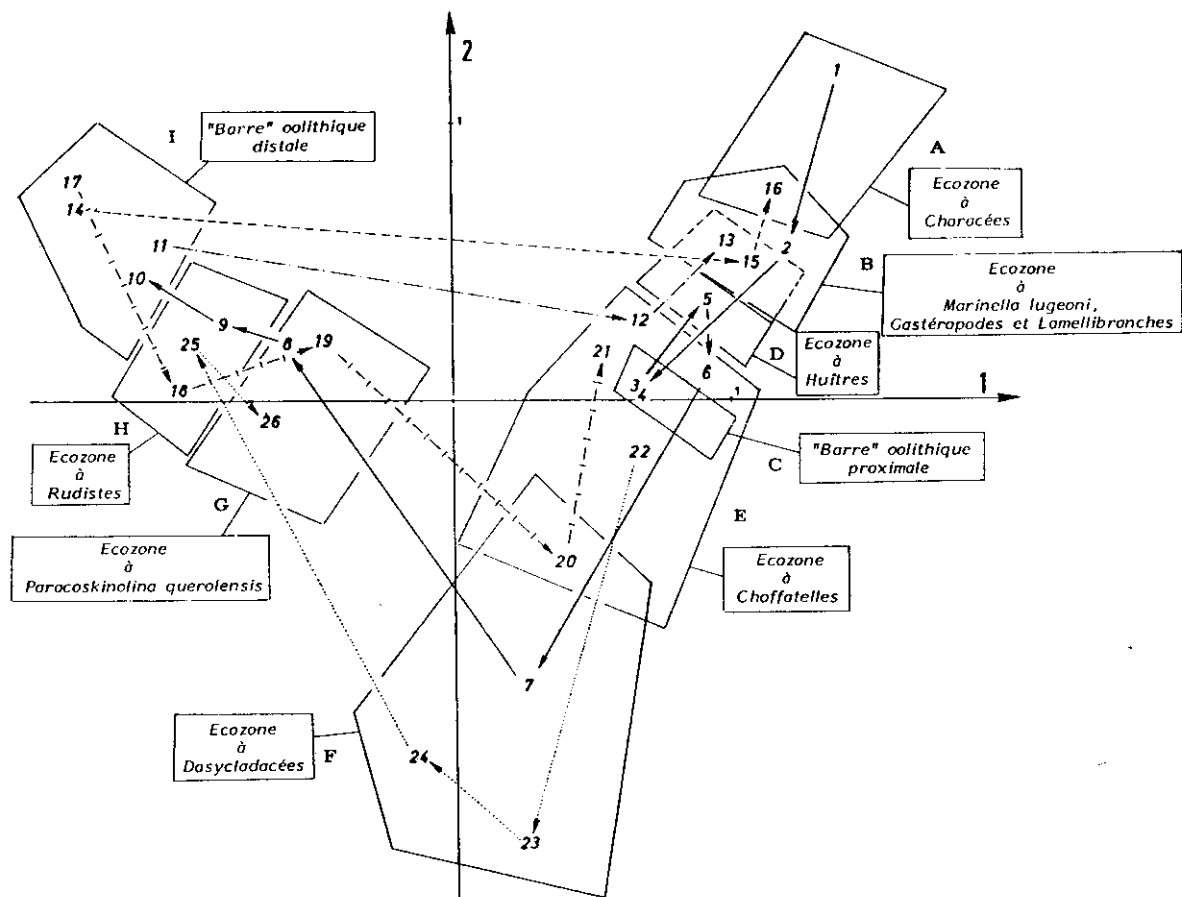 2
1
1
I
"Barre" oolithique
distale
A
Ecozone
à
Characées
17
14
16
11
13
15
2
B
Ecozone
à
Marinella lugeoni,
Gastéropodes et Lamellibranches
10
9
12
5
8
19
25
21
D
Ecozone
à
Huîtres
6
18
3
4
1
1
26
H
Ecozone
à
Rudistes
22
C
"Barre" oolithique
proximale
G
E
Ecozone
à
Paracoskinolina querolensis
20
Ecozone
à
Choffatelles
7
Ecozone
à
Dasycladacées
F
24
23